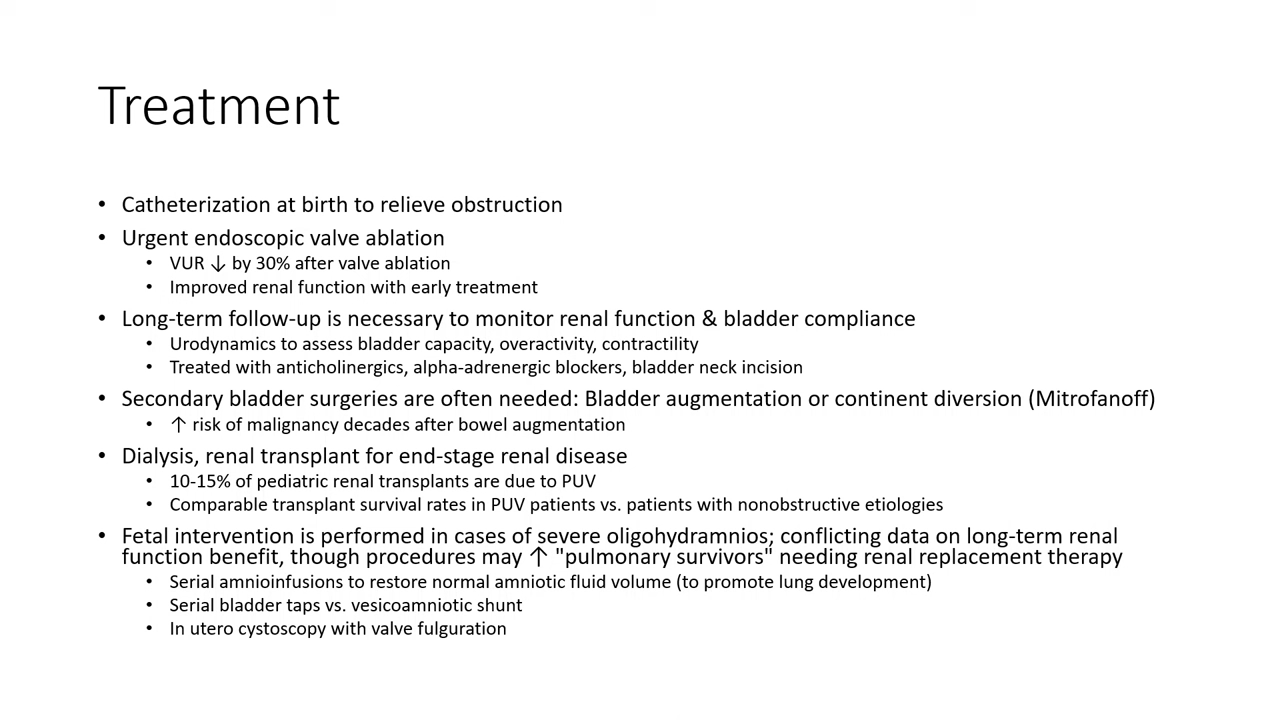 Treatment
• Catheterization at birth to relieve obstruction
• Urgent endoscopic valve ablation
• VUR ↓ by 30% after valve ablation
• Improved renal function with early treatment
• Long-term follow-up is necessary to monitor renal function & bladder compliance
• Urodynamics to assess bladder capacity, overactivity, contractility
• Treated with anticholinergics, alpha-adrenergic blockers, bladder neck incision
• Secondary bladder surgeries are often needed: Bladder augmentation or continent diversion (Mitrofanoff)
• ↑ risk of malignancy decades after bowel augmentation
• Dialysis, renal transplant for end-stage renal disease
• 10-15% of pediatric renal transplants are due to PUV
• Comparable transplant survival rates in PUV patients vs. patients with nonobstructive etiologies
• Fetal intervention is performed in cases of severe oligohydramnios; conflicting data on long-term renal
function benefit, though procedures may ↑ "pulmonary survivors" needing renal replacement therapy
• Serial amnioinfusions to restore normal amniotic fluid volume (to promote lung development)
• Serial bladder taps vs. vesicoamniotic shunt
• In utero cystoscopy with valve fulguration